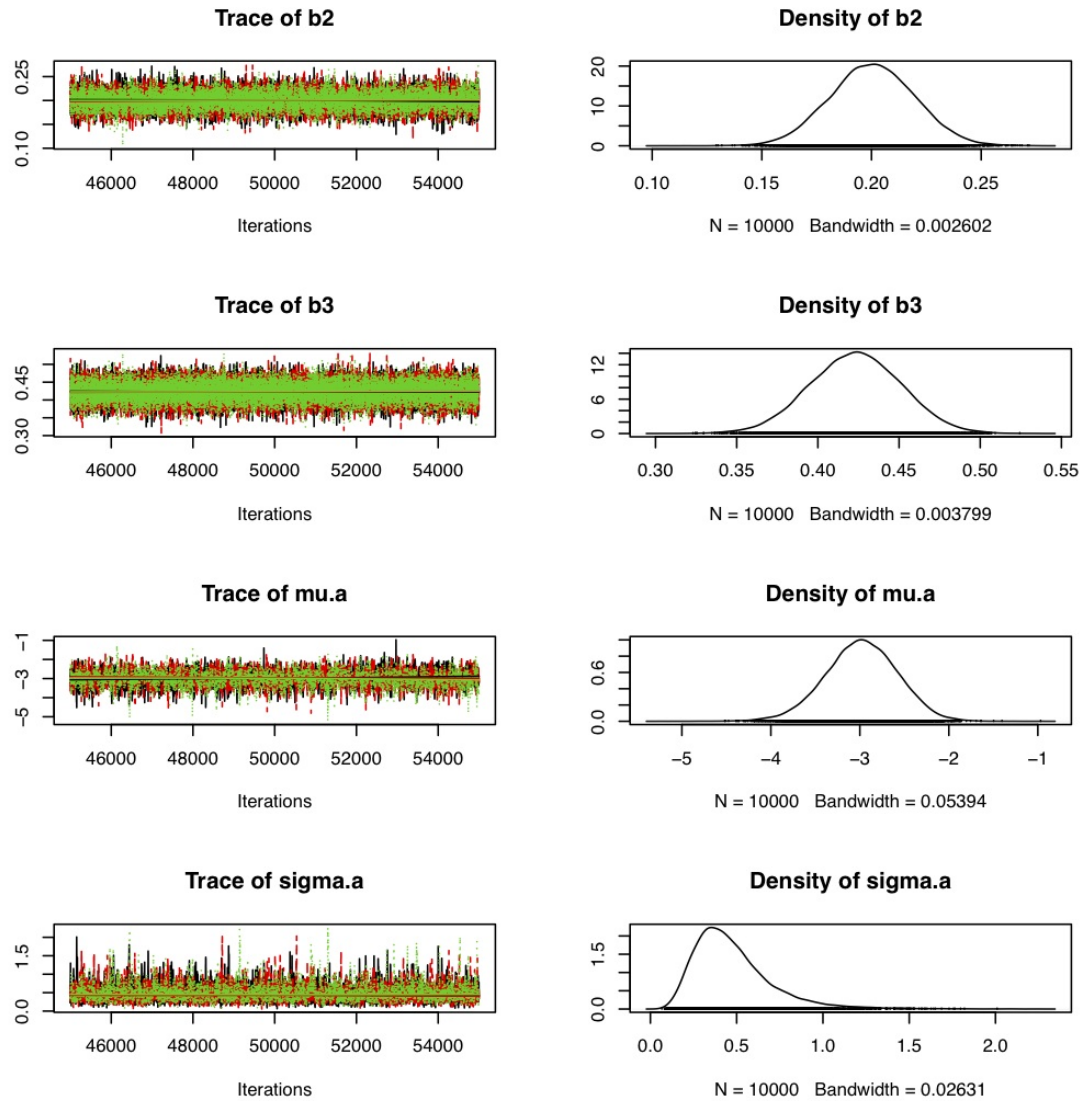 Trace of b2
0.10 0.25
46000 48000 50000 52000 54000
Iterations
Density of b2
0 10 20
0.10 0.15 0.20 0.25
N = 10000 Bandwidth = 0.002602
Trace of b3
0.30 0.45
46000 48000 50000 52000 54000
Iterations
Density of b3
0 6 12
0.30 0.35 0.40 0.45 0.50 0.55
N = 10000 Bandwidth = 0.003799
Trace of mu.a
−5 −3 −1
46000 48000 50000 52000 54000
Iterations
Density of mu.a
0.0 0.6
−5 −4 −3 −2 −1
N = 10000 Bandwidth = 0.05394
Trace of sigma.a
0.0 1.5
46000 48000 50000 52000 54000
Iterations
Density of sigma.a
0.0 1.5
0.0 0.5 1.0 1.5 2.0
N = 10000 Bandwidth = 0.02631